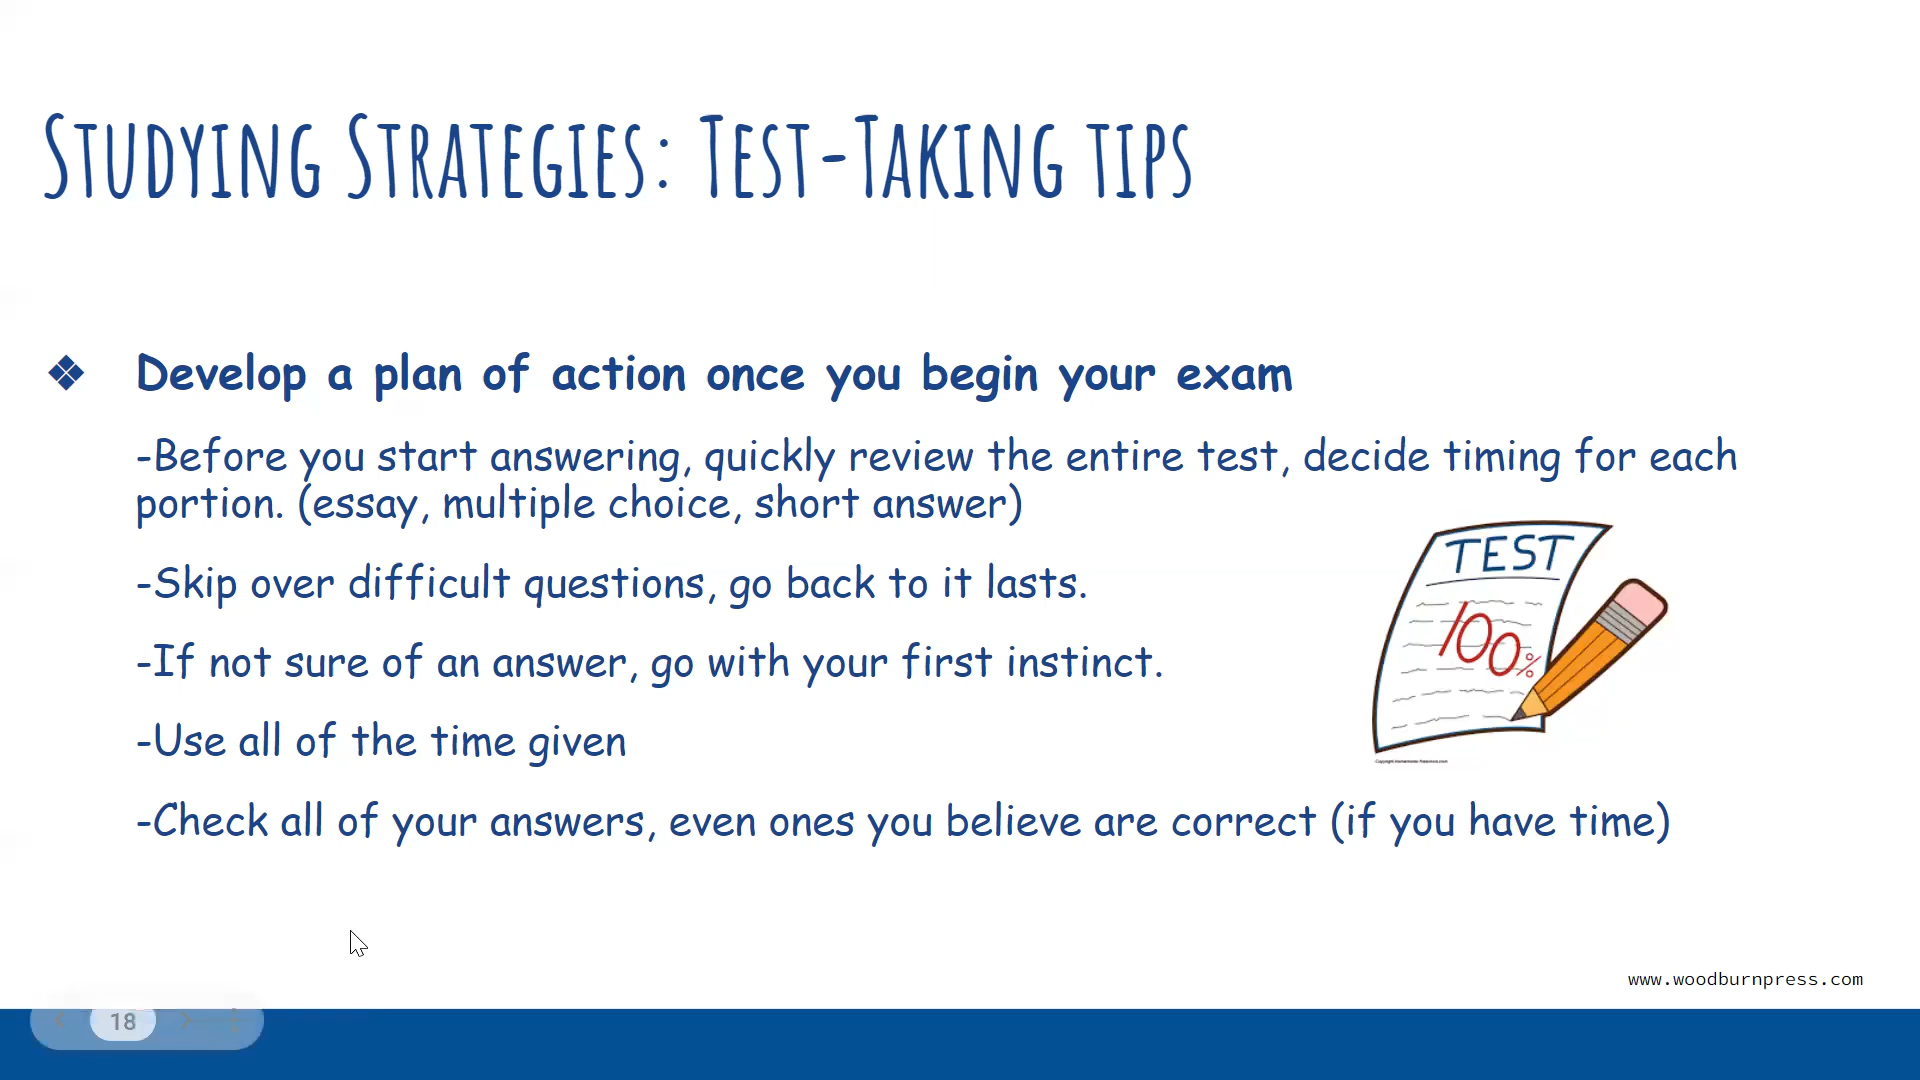 Studying Strategies: Test-Taking tips
❖ Develop a plan of action once you begin your exam
-Before you start answering, quickly review the entire test, decide timing for each
portion. (essay, multiple choice, short answer)
-Skip over difficult questions, go back to it lasts.
TEST
100%
-If not sure of an answer, go with your first instinct.
-Use all of the time given
-Check all of your answers, even ones you believe are correct (if you have time)
www.woodburnpress.com
18